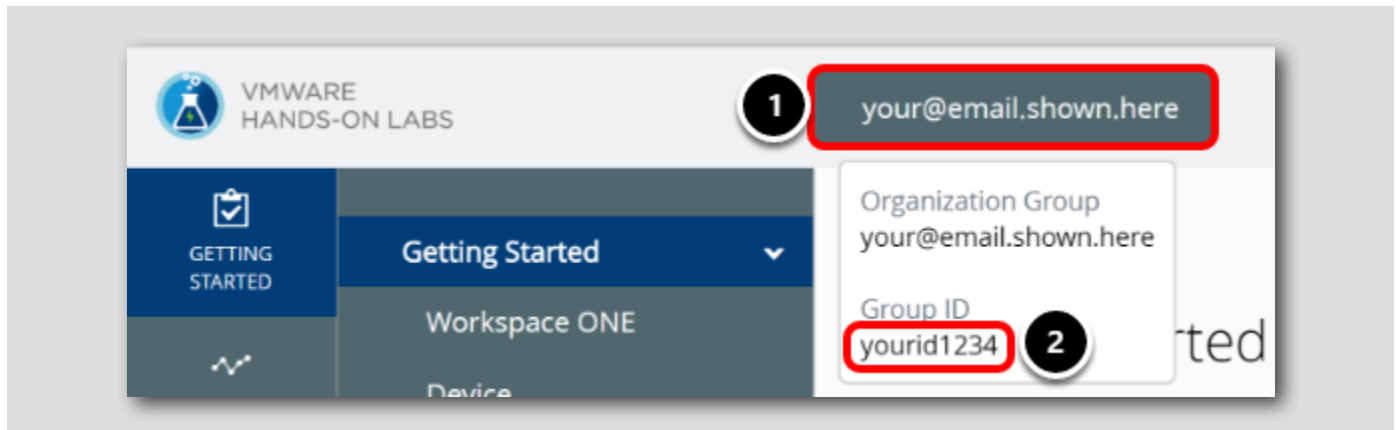 VMWARE
HANDS-ON LABS
1
your@email.shown.here
GETTING
STARTED
Getting Started
Workspace ONE
Device
Organization Group
your@email.shown.here
Group ID
yourid1234
2
rted